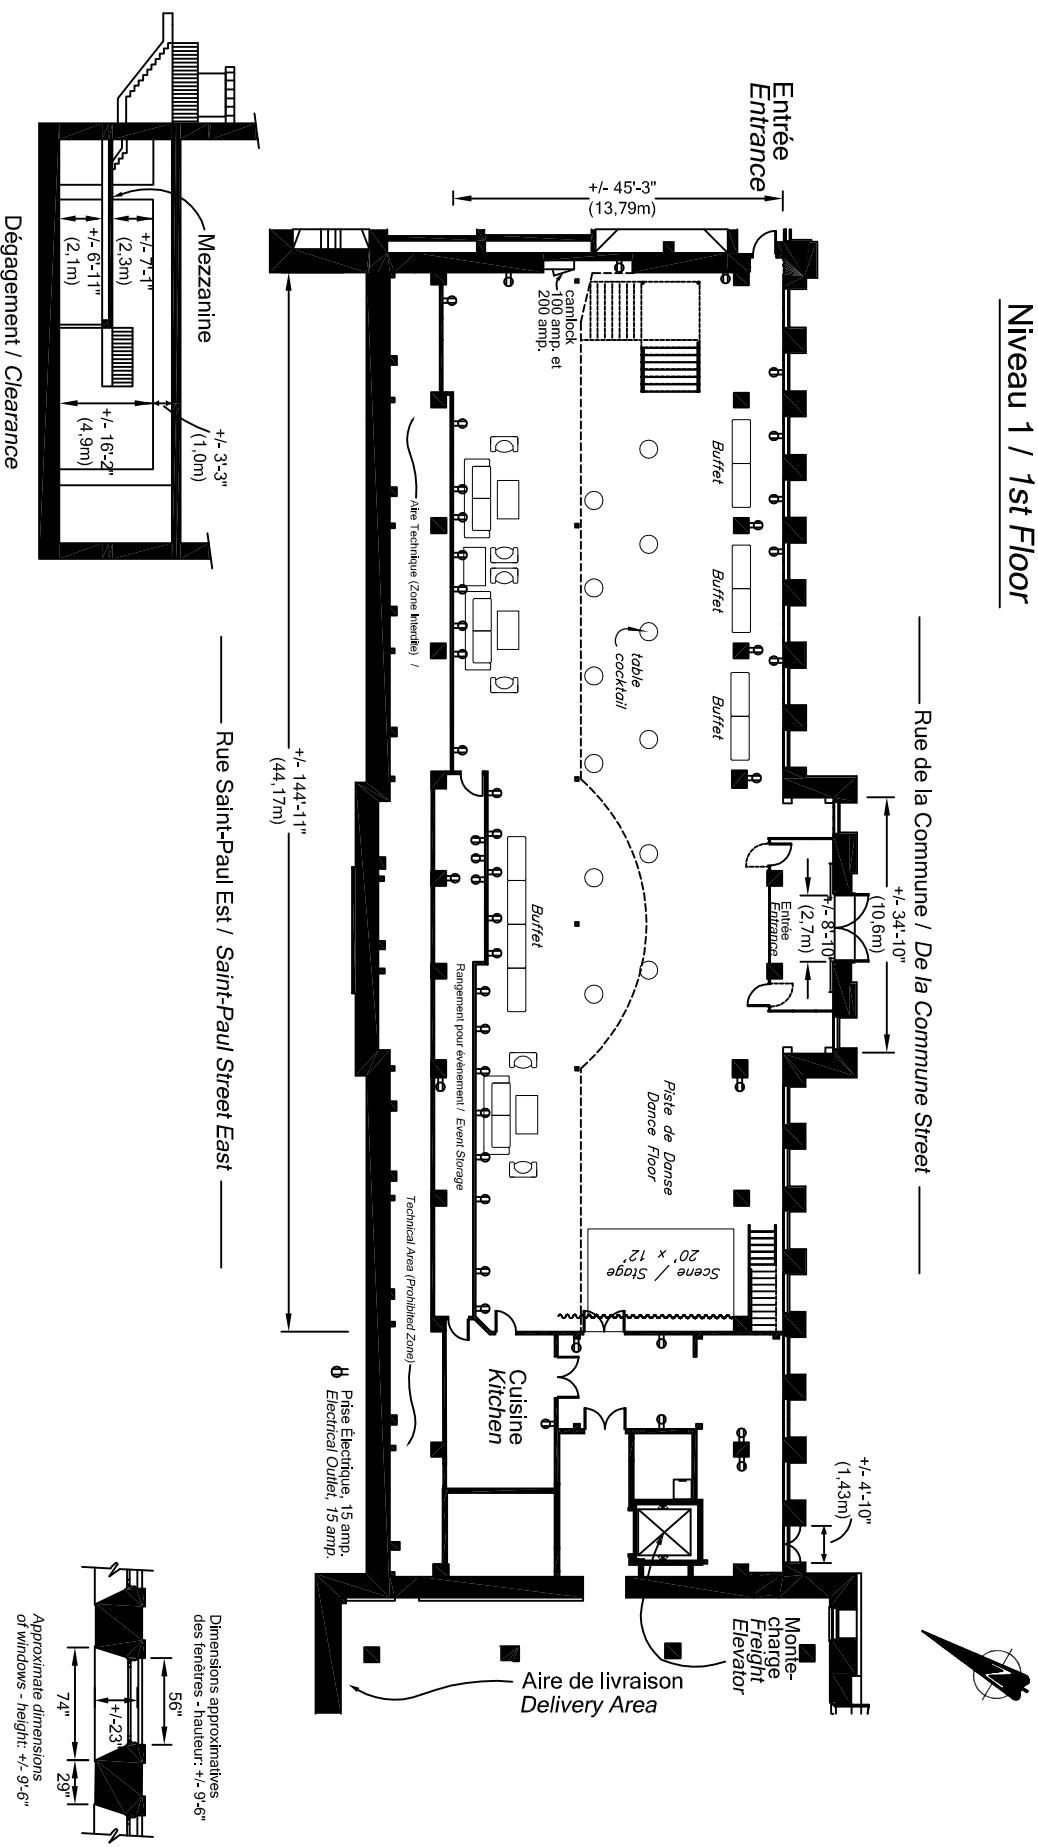 Niveau 1 / 1st Floor
Rue de la Commune / De la Commune Street
Entrée
Entrance
+/- 45'-3"
(13,79m)
+/- 34'-10"
(10,6m)
+/- 8'-10"
(2,7m)
Entrée
Entrance
+/- 4'-10"
(1,43m)
camlock
100 amp. et
200 amp.
Buffet
Buffet
Buffet
table
cocktail
Buffet
Piste de Danse
Dance Floor
Scene / Stage
20' x 12'
Aire Technique (Zone Interdite) /
Technical Area (Prohibited Zone)
Rangement pour évènement / Event Storage
Cuisine
Kitchen
Monte-
charge
Freight
Elevator
Aire de livraison
Delivery Area
+/- 144'-11"
(44,17m)
Prise Électrique, 15 amp.
Electrical Outlet, 15 amp.
Rue Saint-Paul Est / Saint-Paul Street East
N
Mezzanine
+/- 7'-1"
(2,3m)
+/- 6'-11"
(2,1m)
+/- 3'-3"
(1,0m)
+/- 16'-2"
(4,9m)
Dégagement / Clearance
Dimensions approximatives
des fenêtres - hauteur: +/- 9'-6"
56"
+/-23"
74"
29"
Approximate dimensions
of windows - height: +/- 9'-6"